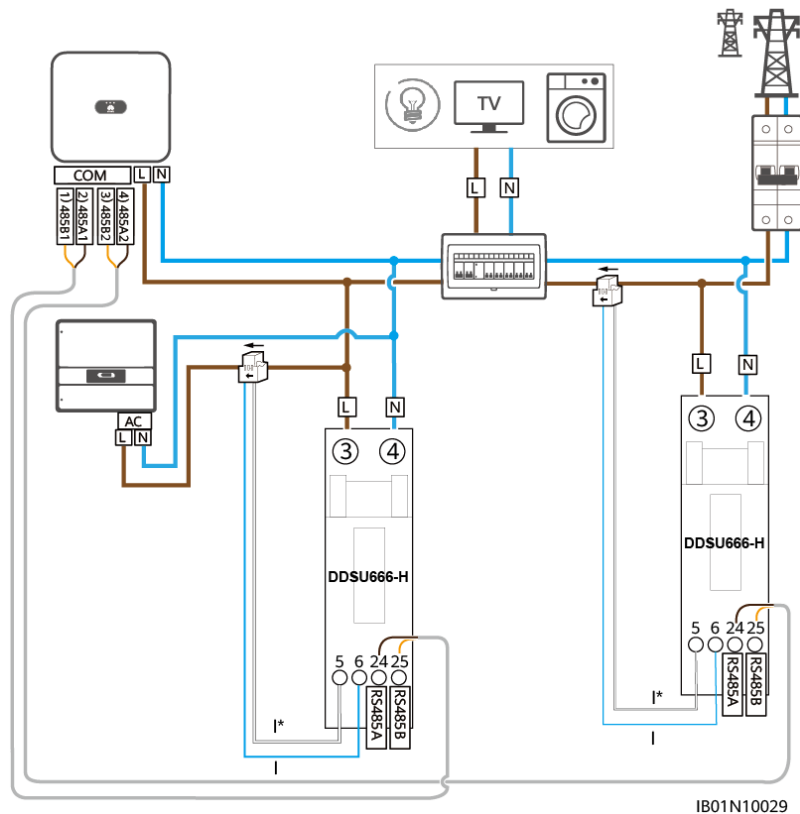 TV
COM
L
N
1) 485B1
2) 485A1
3) 485B2
4) 485A2
L
N
AC
L
N
L
N
L
N
3
4
3
4
DDSU666-H
DDSU666-H
5
6
24
25
RS485A
RS485B
I*
I
5
6
24
25
RS485A
RS485B
I*
I
IB01N10029